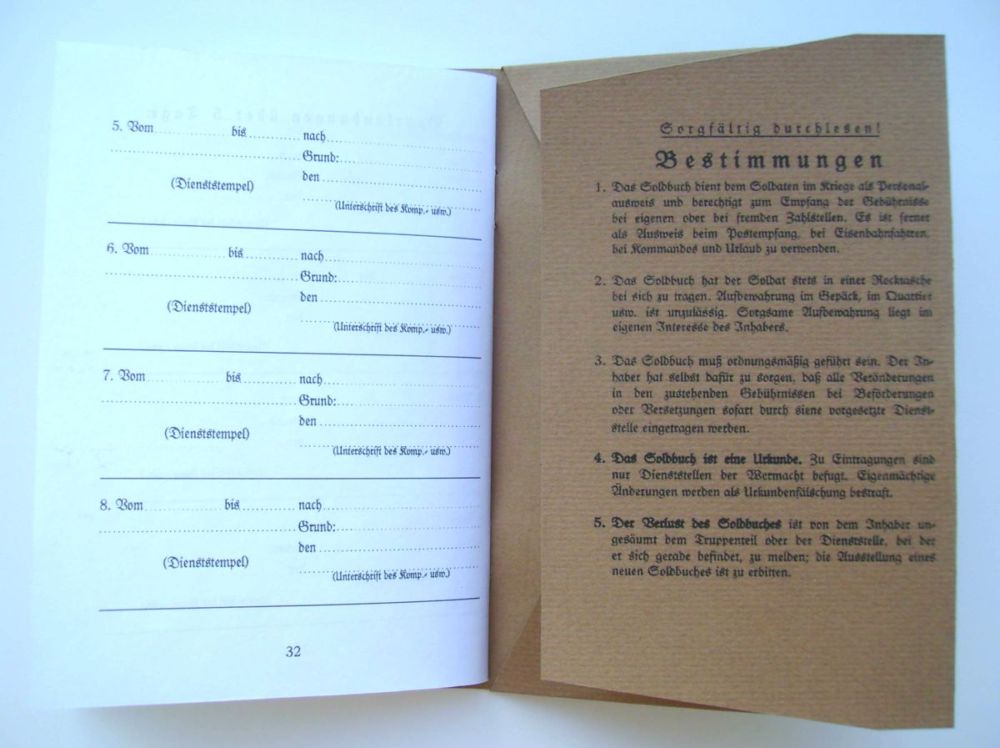 5. Vom ............ bis ............ nach ............
............ Grund: ............
(Dienststempel) den ............
(Unterschrift des Komp.- usw.)
6. Vom ............ bis ............ nach ............
............ Grund: ............
(Dienststempel) den ............
(Unterschrift des Komp.- usw.)
7. Vom ............ bis ............ nach ............
............ Grund: ............
(Dienststempel) den ............
(Unterschrift des Komp.- usw.)
8. Vom ............ bis ............ nach ............
............ Grund: ............
(Dienststempel) den ............
(Unterschrift des Komp.- usw.)
32
Sorgfältig durchlesen!
Bestimmungen
1. Das Soldbuch dient dem Soldaten im Kriege als Personal-
ausweis und berechtigt zum Empfang der Gebührnisse
bei eigenen oder bei fremden Zahlstellen. Es ist ferner
als Ausweis beim Postempfang, bei Eisenbahnfahrten,
bei Kommandos und Urlaub zu verwenden.
2. Das Soldbuch hat der Soldat stets in einer Rocktasche
bei sich zu tragen. Aufbewahrung im Gepäck, im Quartier
usw. ist unzulässig. Sorgsame Aufbewahrung liegt im
eigenen Interesse des Inhabers.
3. Das Soldbuch muß ordnungsmäßig geführt sein. Der In-
haber hat selbst dafür zu sorgen, daß alle Veränderungen
in den zustehenden Gebührnissen bei Beförderungen
oder Versetzungen sofort durch siene vorgesetzte Dienst-
stelle eingetragen werden.
4. Das Soldbuch ist eine Urkunde. Zu Eintragungen sind
nur Dienststellen der Wermacht befugt. Eigenmächtige
Änderungen werden als Urkundenfälschung bestraft.
5. Der Verlust des Soldbuches ist von dem Inhaber un-
gesäumt dem Truppenteil oder der Dienststelle, bei der
er sich gerade befindet, zu melden; die Ausstellung eines
neuen Soldbuches ist zu erbitten.